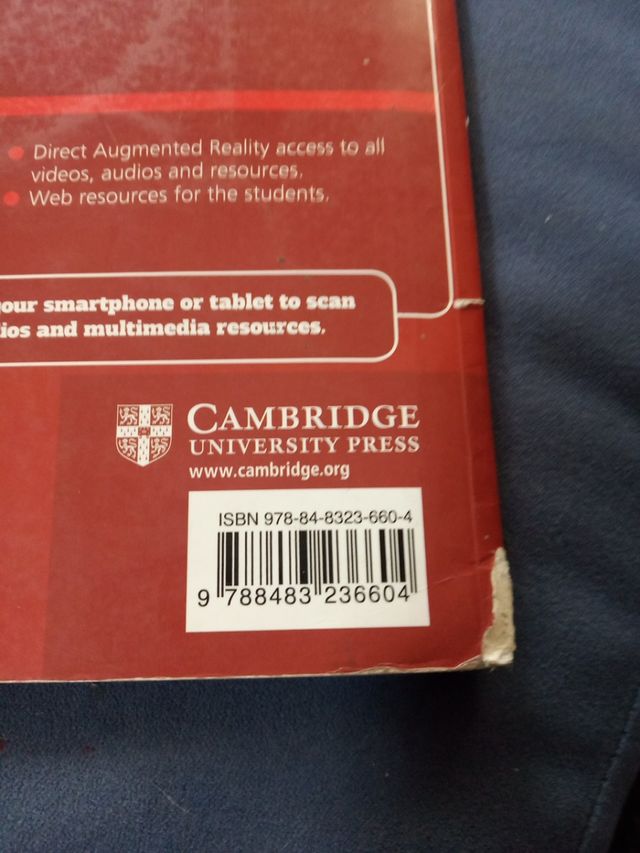 Direct Augmented Reality access to all
videos, audios and resources.
Web resources for the students.
our smartphone or tablet to scan
ios and multimedia resources.
CAMBRIDGE
UNIVERSITY PRESS
www.cambridge.org
ISBN 978-84-8323-660-4
9 788483 236604